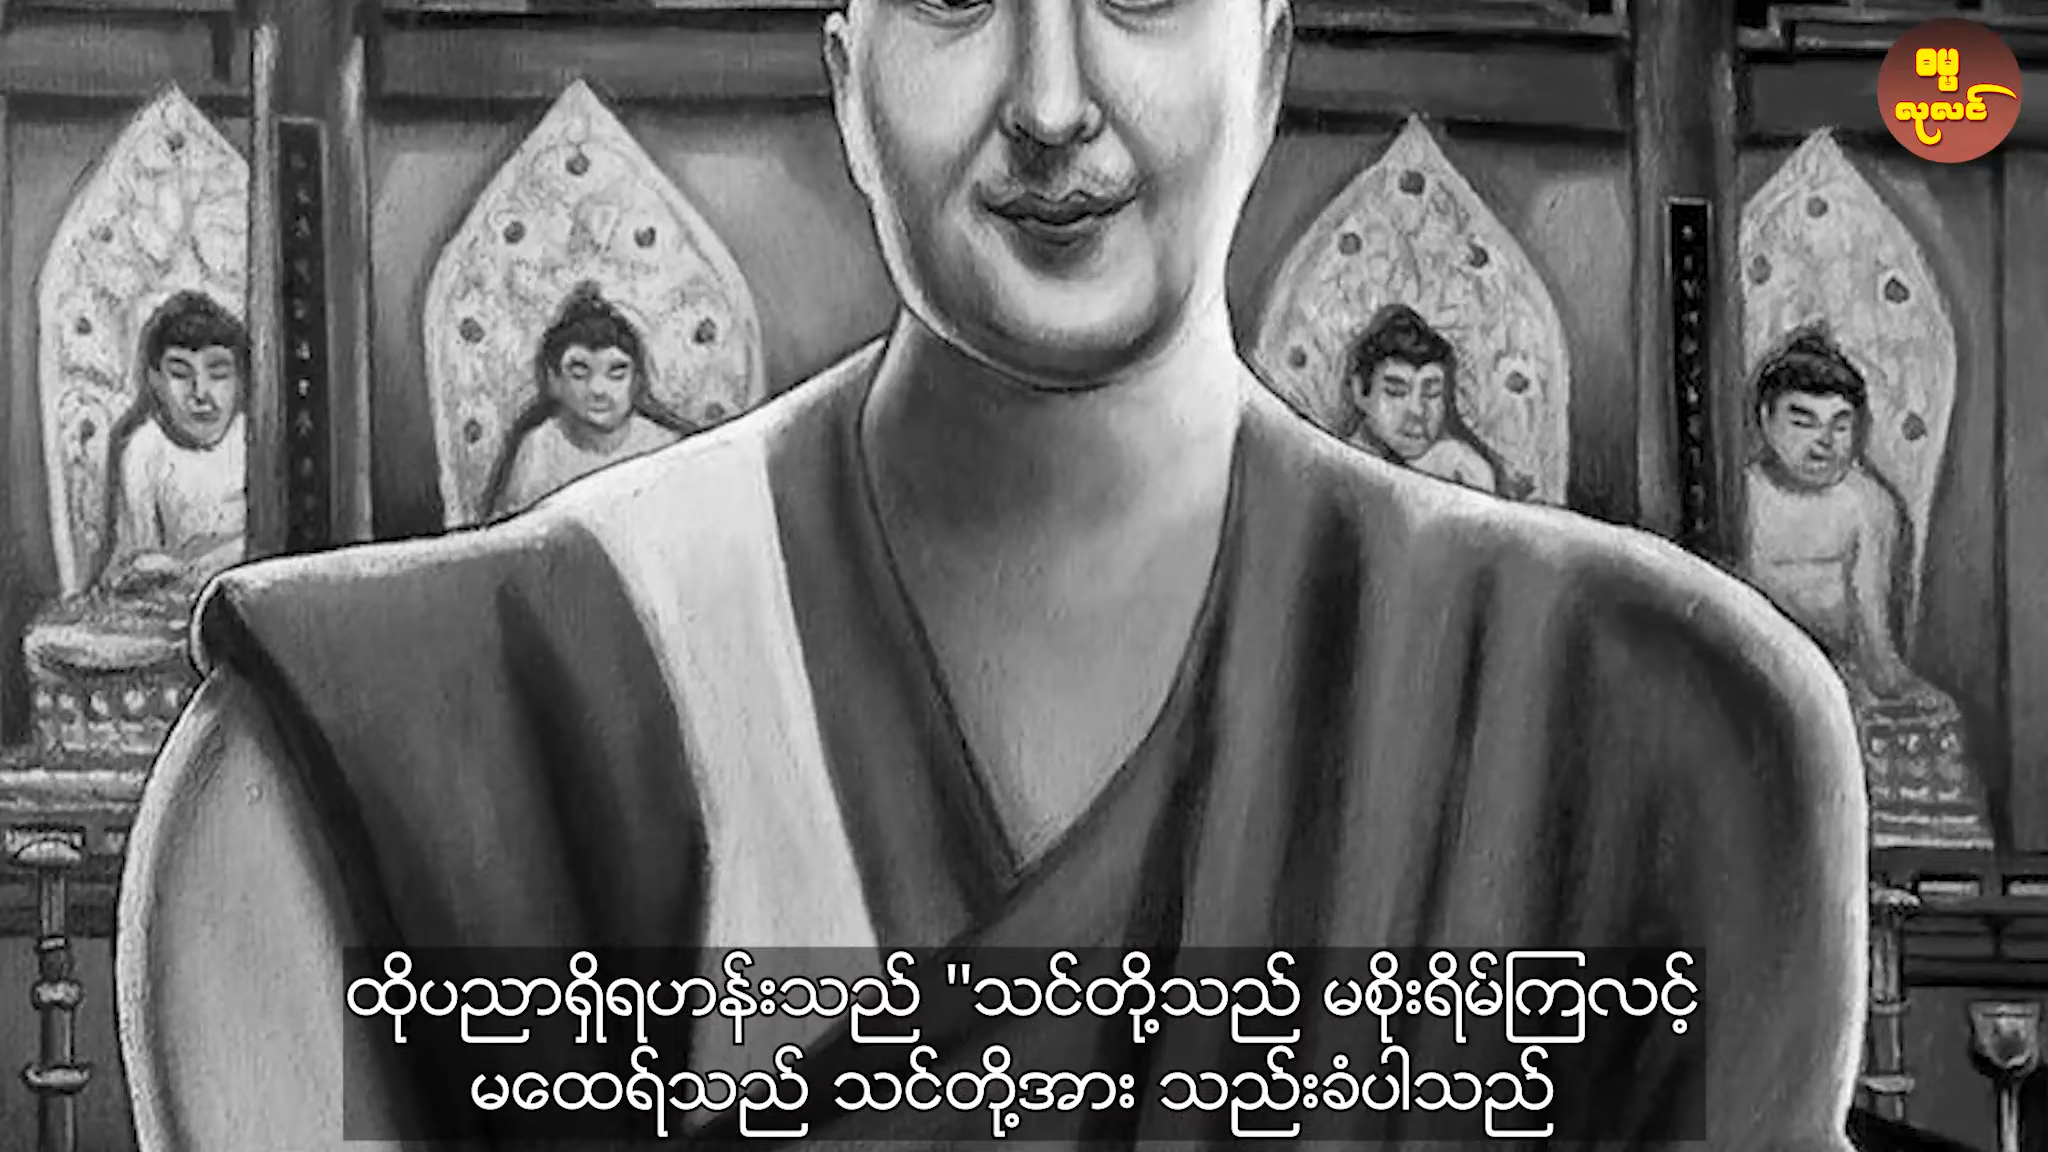 ဓမ္မ
လုလင်
ထိုပညာရှိရဟန်းသည် "သင်တို့သည် မစိုးရိမ်ကြလင့်
မထေရ်သည် သင်တို့အား သည်းခံပါသည်